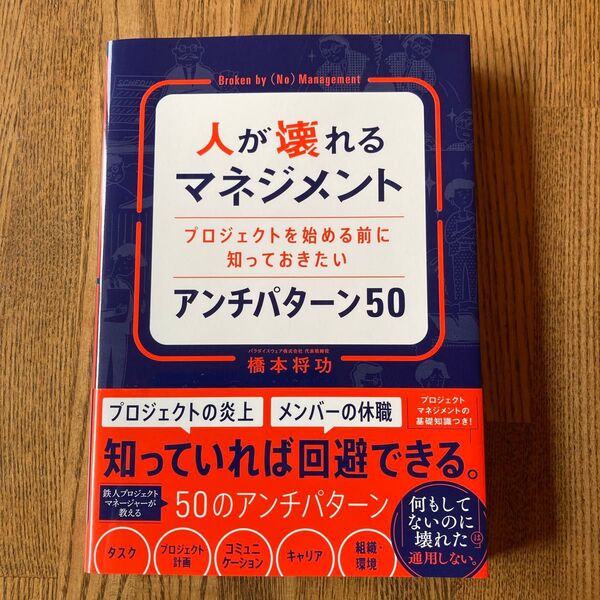 Broken by (No) Management
人が壊れる
マネジメント
プロジェクトを始める前に
知っておきたい
アンチパターン50
パラダイスウェア株式会社 代表取締役
橋本将功
プロジェクトの炎上
メンバーの休職
プロジェクト
マネジメントの
基礎知識つき!
知っていれば回避できる。
鉄人プロジェクト
マネージャーが
教える
50のアンチパターン
タスク
プロジェクト
計画
コミュニ
ケーション
キャリア
組織・
環境
何もして
ないのに
壊れた
は
通用しない。